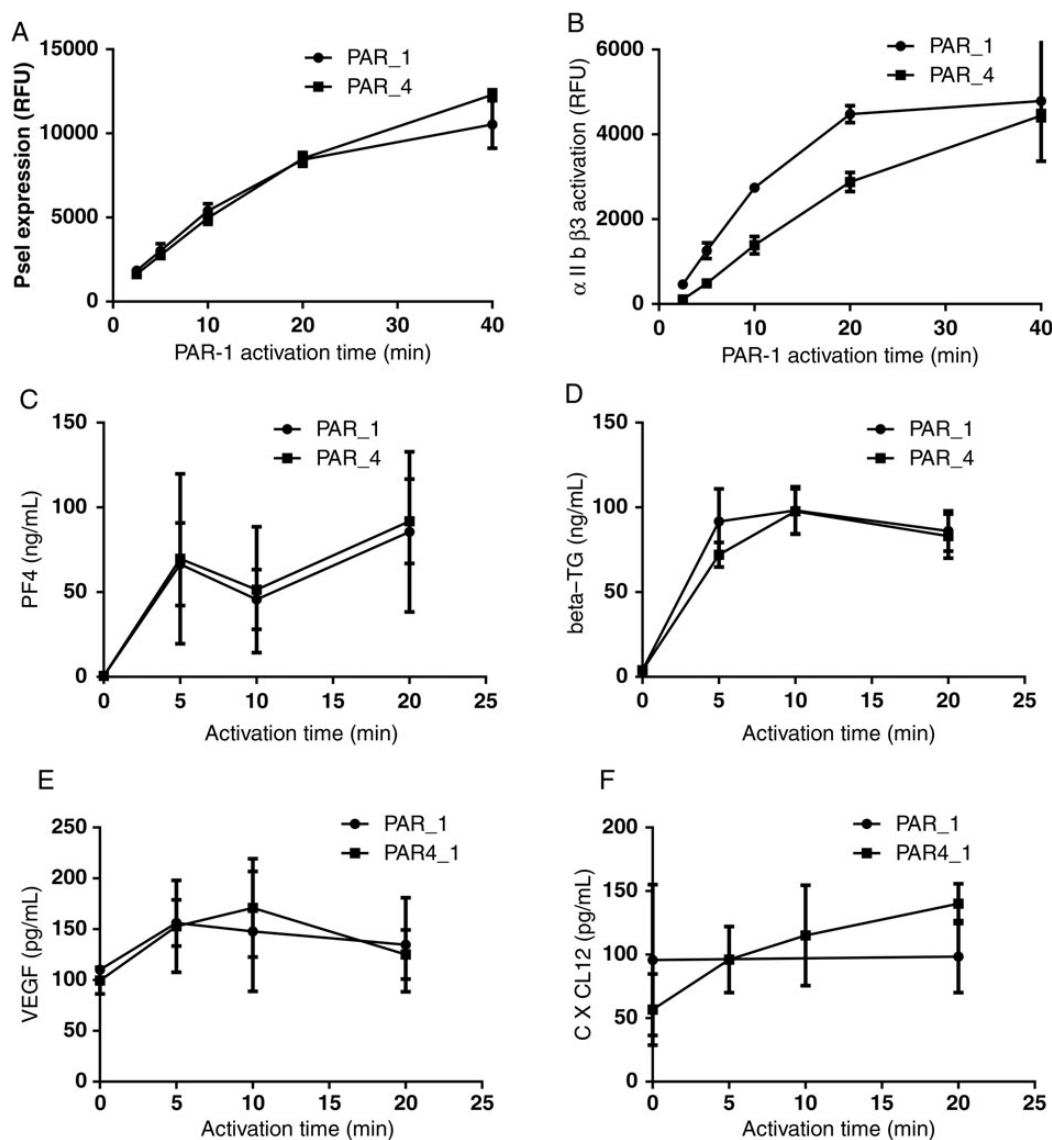 A
Psel expression (RFU)
15000
10000
5000
0
PAR_1
PAR_4
0 10 20 30 40
PAR-1 activation time (min)
B
α II b β3 activation (RFU)
6000
4000
2000
0
PAR_1
PAR_4
0 10 20 30 40
PAR-1 activation time (min)
C
PF4 (ng/mL)
150
100
50
0
PAR_1
PAR_4
0 5 10 15 20 25
Activation time (min)
D
beta−TG (ng/mL)
150
100
50
0
PAR_1
PAR_4
0 5 10 15 20 25
Activation time (min)
E
VEGF (pg/mL)
250
200
150
100
50
0
PAR_1
PAR4_1
0 5 10 15 20 25
Activation time (min)
F
C X CL12 (pg/mL)
200
150
100
50
0
PAR_1
PAR4_1
0 5 10 15 20 25
Activation time (min)